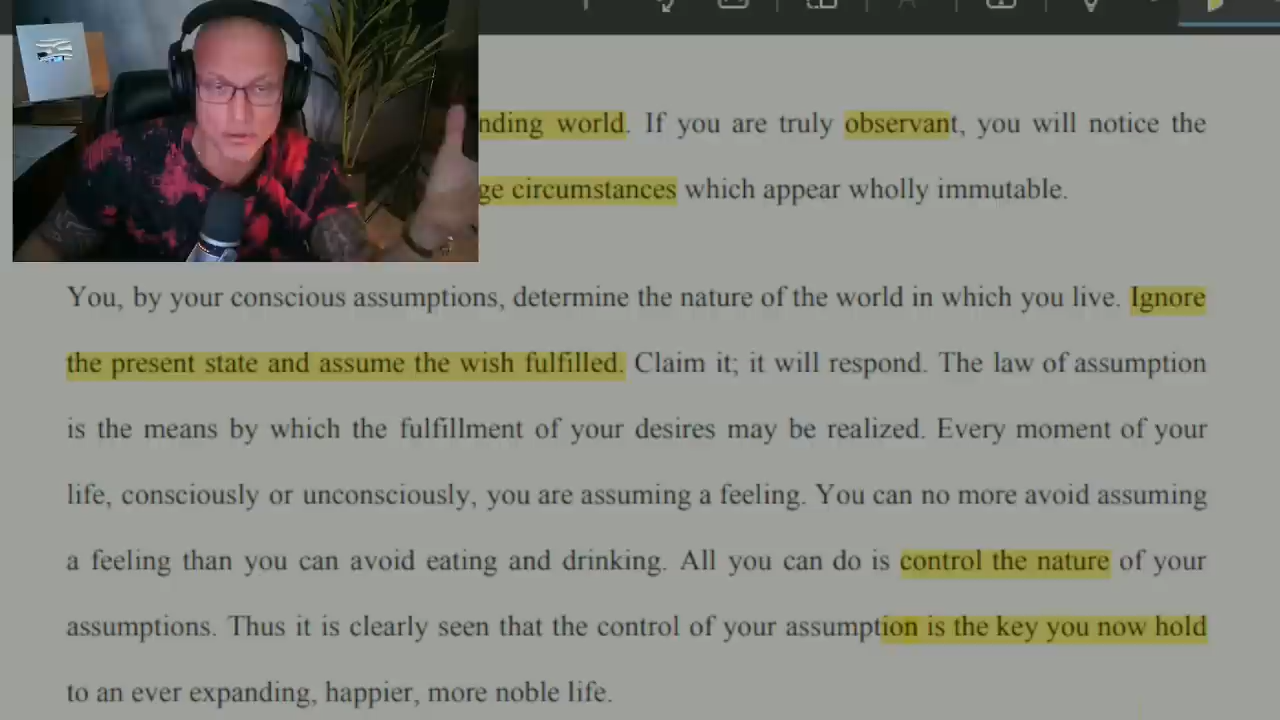 nding world. If you are truly observant, you will notice the
ge circumstances which appear wholly immutable.
You, by your conscious assumptions, determine the nature of the world in which you live. Ignore
the present state and assume the wish fulfilled. Claim it; it will respond. The law of assumption
is the means by which the fulfillment of your desires may be realized. Every moment of your
life, consciously or unconsciously, you are assuming a feeling. You can no more avoid assuming
a feeling than you can avoid eating and drinking. All you can do is control the nature of your
assumptions. Thus it is clearly seen that the control of your assumption is the key you now hold
to an ever expanding, happier, more noble life.